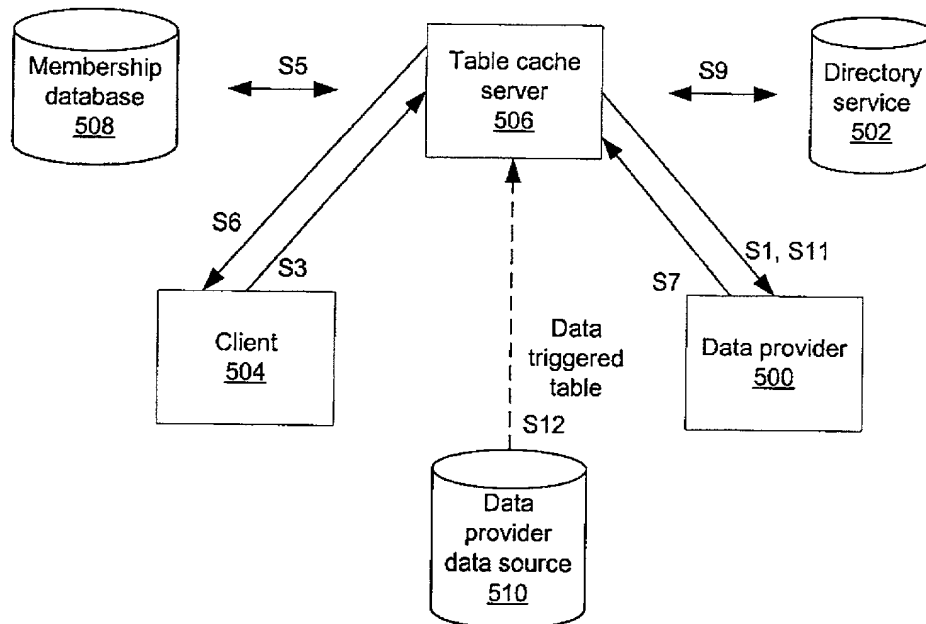 Membership
database
508
S5
Table cache
server
506
S9
Directory
service
502
S6
S3
S1, S11
S7
Client
504
Data
triggered
table
Data provider
500
S12
Data
provider
data source
510